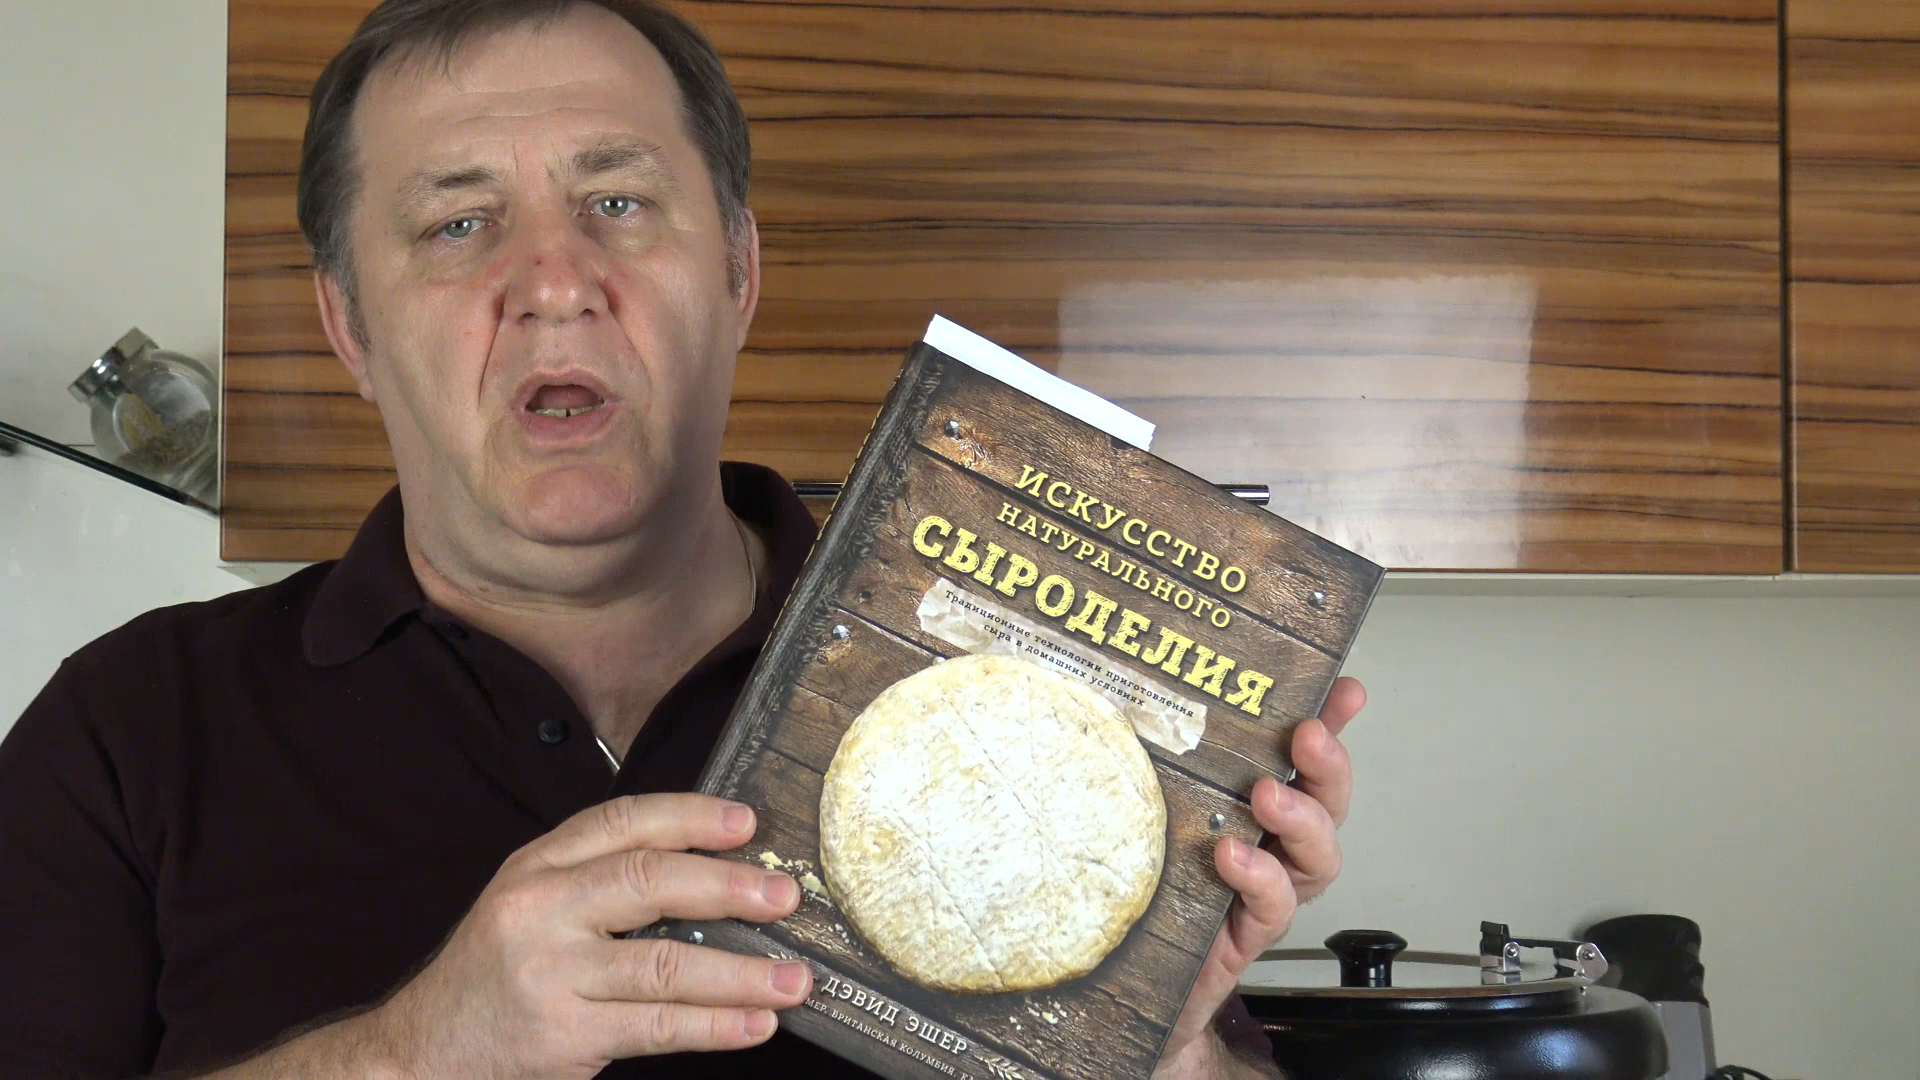 ИСКУССТВО
НАТУРАЛЬНОГО
СЫРОДЕЛИЯ
Традиционные технологии приготовления
сыра в домашних условиях
ДЭВИД ЭШЕР
БРИТАНСКАЯ КОЛУМБИЯ,